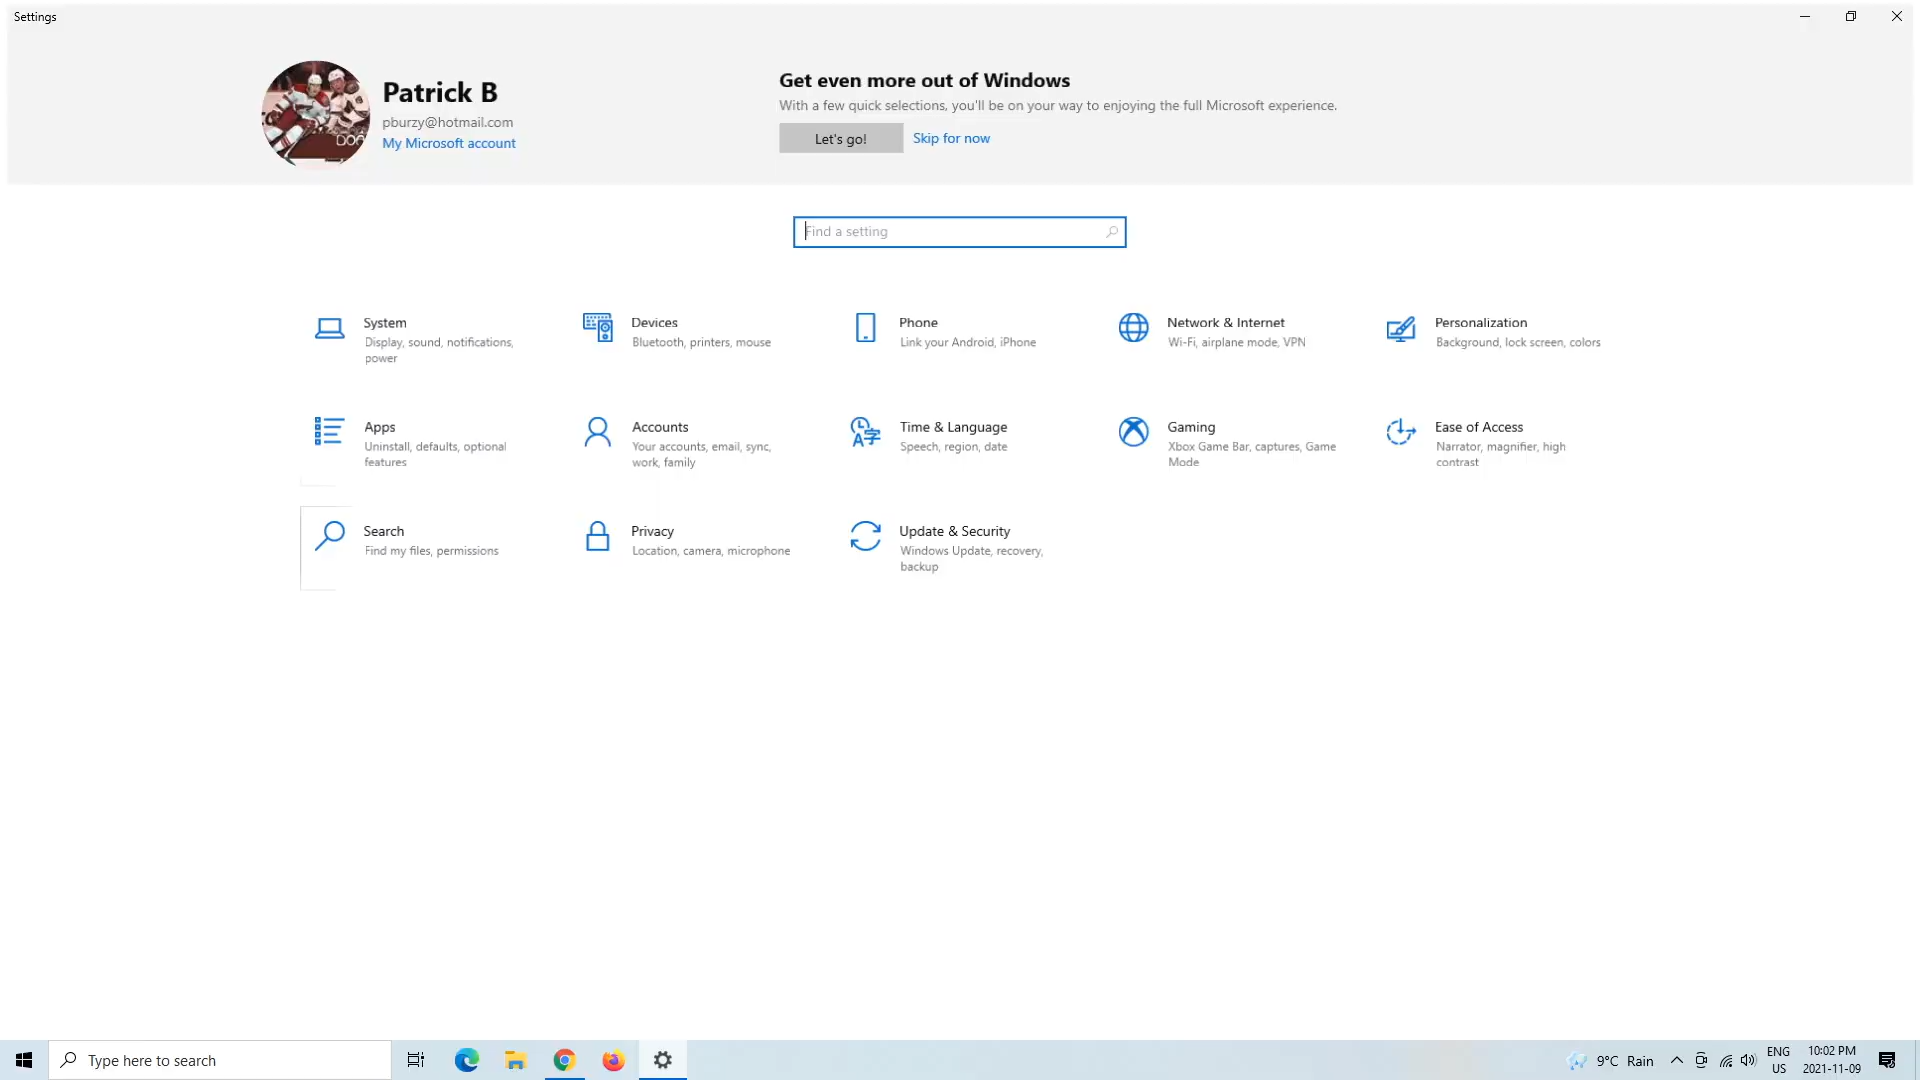 Settings
Patrick B
pburzy@hotmail.com
My Microsoft account
Get even more out of Windows
With a few quick selections, you'll be on your way to enjoying the full Microsoft experience.
Let's go! Skip for now
Find a setting
System
Display, sound, notifications,
power
Devices
Bluetooth, printers, mouse
Phone
Link your Android, iPhone
Network & Internet
Wi-Fi, airplane mode, VPN
Personalization
Background, lock screen, colors
Apps
Uninstall, defaults, optional
features
Accounts
Your accounts, email, sync,
work, family
Time & Language
Speech, region, date
Gaming
Xbox Game Bar, captures, Game
Mode
Ease of Access
Narrator, magnifier, high
contrast
Search
Find my files, permissions
Privacy
Location, camera, microphone
Update & Security
Windows Update, recovery,
backup
Type here to search
9°C Rain
ENG
US
10:02 PM
2021-11-09